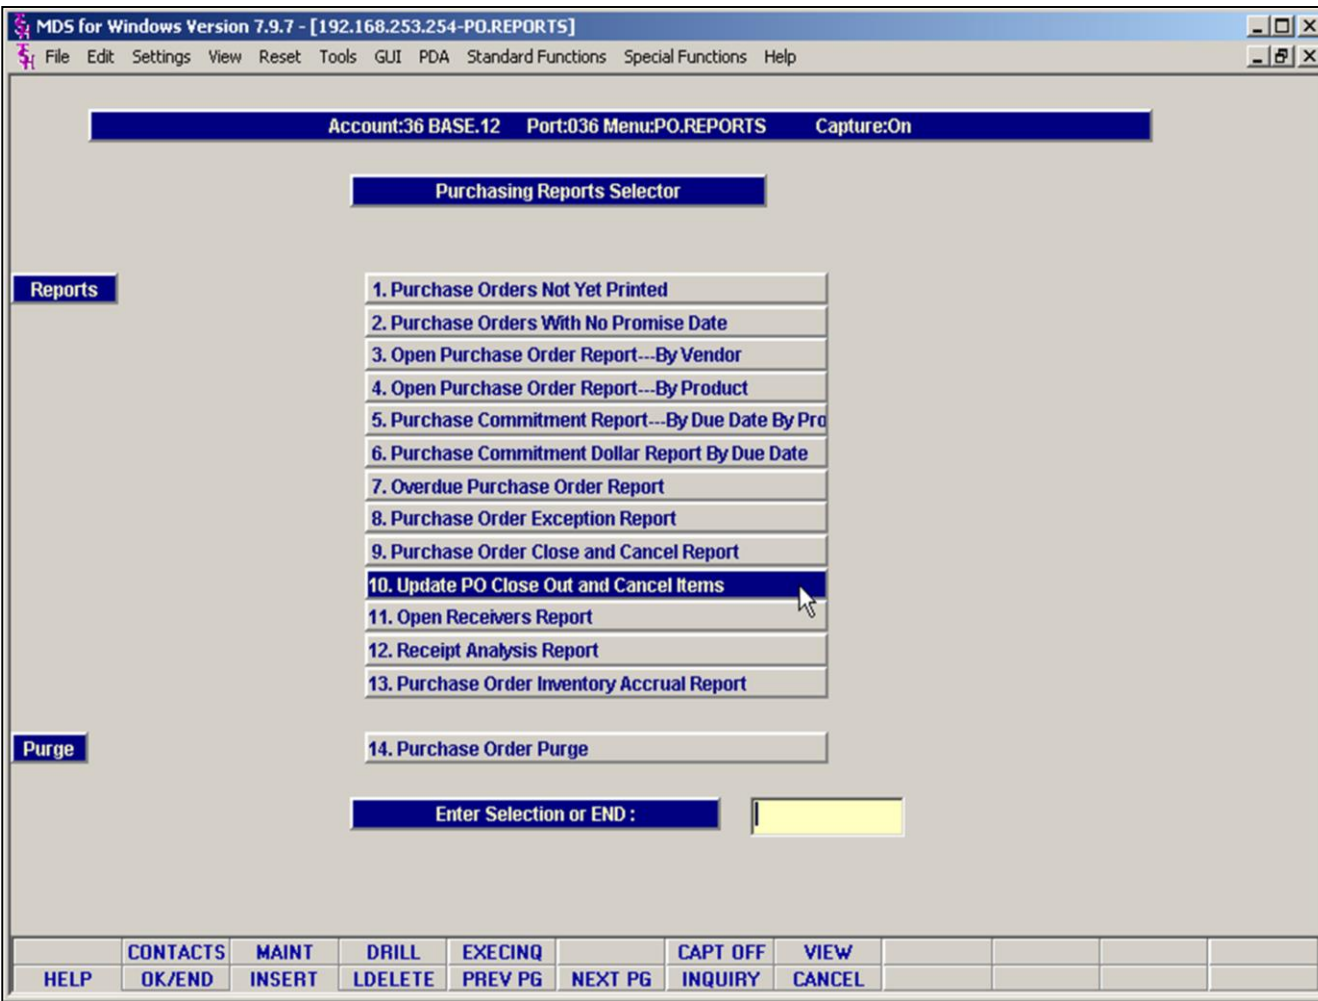 MDS for Windows Version 7.9.7 - [192.168.253.254-PO.REPORTS]
File Edit Settings View Reset Tools GUI PDA Standard Functions Special Functions Help
Account:36 BASE.12 Port:036 Menu:PO.REPORTS Capture:On
Purchasing Reports Selector
Reports
1. Purchase Orders Not Yet Printed
2. Purchase Orders With No Promise Date
3. Open Purchase Order Report---By Vendor
4. Open Purchase Order Report---By Product
5. Purchase Commitment Report---By Due Date By Pro
6. Purchase Commitment Dollar Report By Due Date
7. Overdue Purchase Order Report
8. Purchase Order Exception Report
9. Purchase Order Close and Cancel Report
10. Update PO Close Out and Cancel Items
11. Open Receivers Report
12. Receipt Analysis Report
13. Purchase Order Inventory Accrual Report
Purge
14. Purchase Order Purge
Enter Selection or END :
CONTACTS MAINT DRILL EXECINQ CAPT OFF VIEW
HELP OK/END INSERT LDELETE PREV PG NEXT PG INQUIRY CANCEL